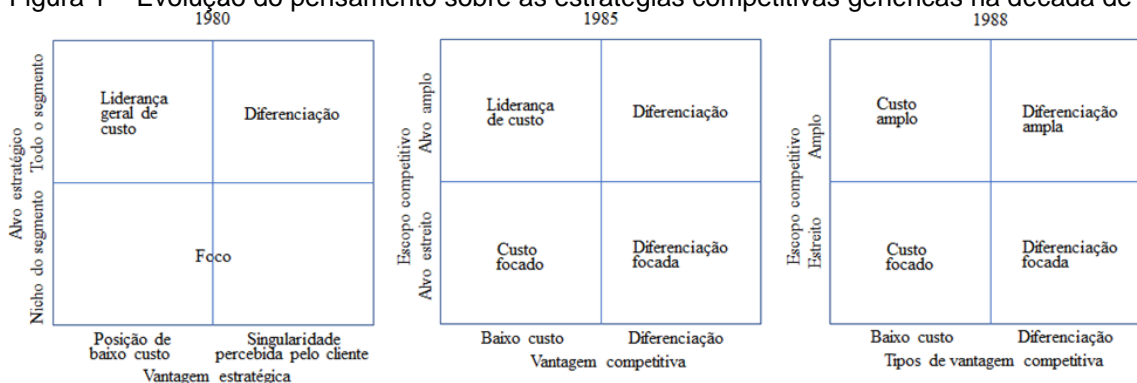 Figura 1 – Evolução do pensamento sobre as estratégias competitivas genéricas na década de
1980
Alvo estratégico
Todo o segmento
Nicho do segmento
Liderança
geral de
custo
Diferenciação
Foco
Posição de
baixo custo
Singularidade
percebida pelo cliente
Vantagem estratégica
1985
Escopo competitivo
Alvo amplo
Alvo estreito
Liderança
de custo
Diferenciação
Custo
focado
Diferenciação
focada
Baixo custo
Diferenciação
Vantagem competitiva
1988
Escopo competitivo
Amplo
Estreito
Custo
amplo
Diferenciação
ampla
Custo
focado
Diferenciação
focada
Baixo custo
Diferenciação
Tipos de vantagem competitiva